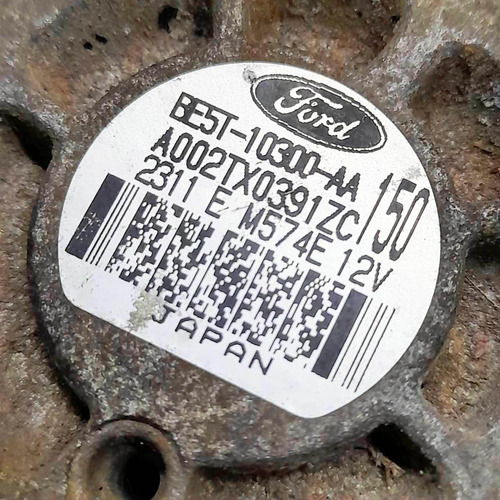 Ford
BE5T-10300-AA
A002TX0391ZC 150
2311 E M574E 12V
JAPAN